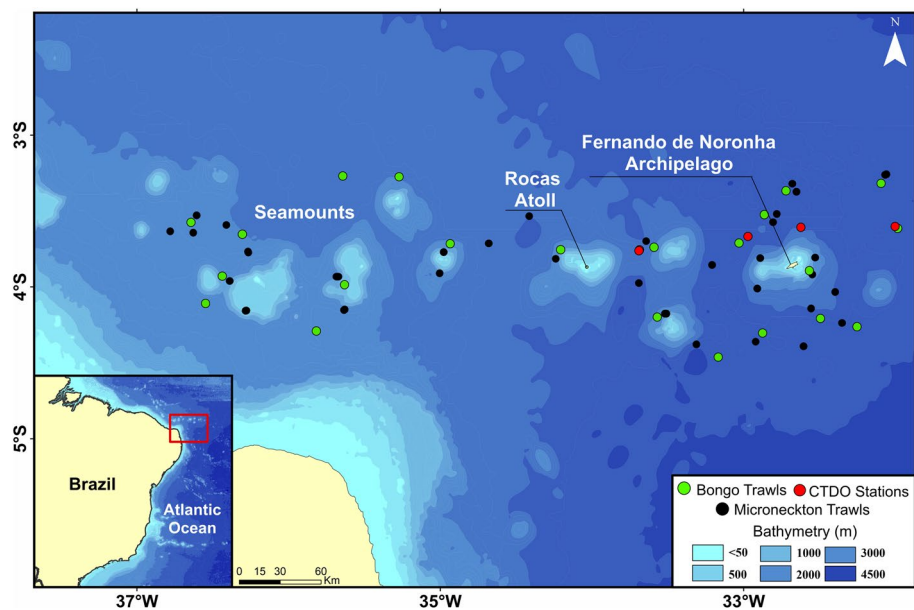 N
3°S
Fernando de Noronha
Archipelago
Rocas
Atoll
Seamounts
4°S
5°S
Brazil
Atlantic
Ocean
Bongo Trawls
CTDO Stations
Microneckton Trawls
Bathymetry (m)
<50
1000
3000
500
2000
4500
0 15 30 60
Km
37°W
35°W
33°W